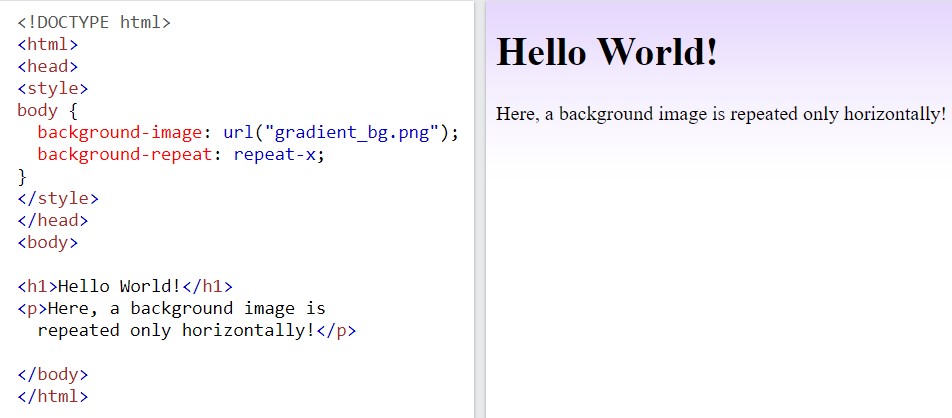 <!DOCTYPE html>
<html>
<head>
<style>
body {
  background-image: url("gradient_bg.png");
  background-repeat: repeat-x;
}
</style>
</head>
<body>

<h1>Hello World!</h1>
<p>Here, a background image is
  repeated only horizontally!</p>

</body>
</html>
Hello World!
Here, a background image is repeated only horizontally!